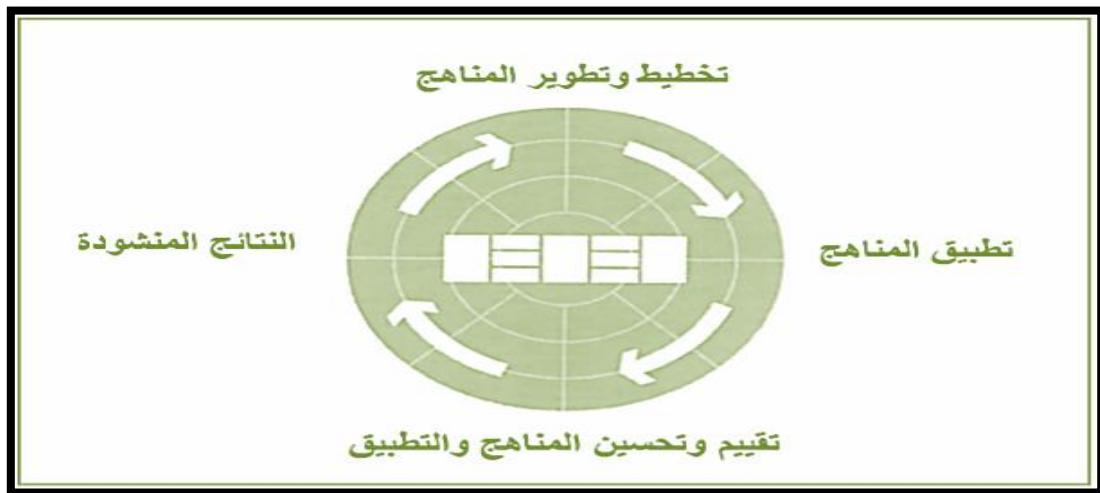 تخطيط وتطوير المناهج
تطبيق المناهج
النتائج المنشودة
تقييم وتحسين المناهج والتطبيق